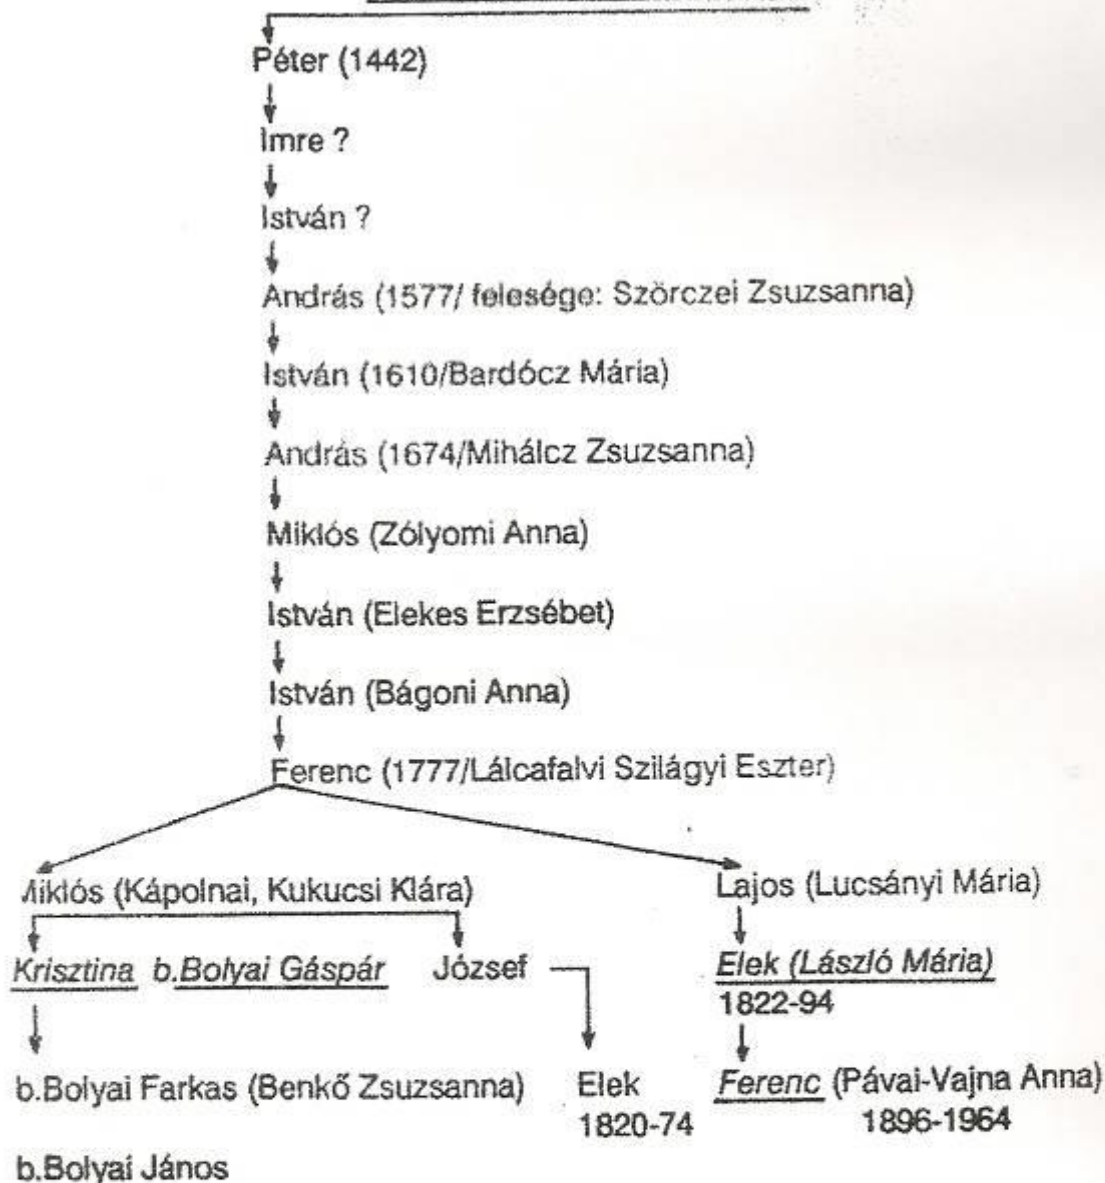 Péter (1442)
Imre ?
István ?
András (1577/ felesége: Szörczei Zsuzsanna)
István (1610/Bardócz Mária)
András (1674/Mihálcz Zsuzsanna)
Miklós (Zólyomi Anna)
István (Elekes Erzsébet)
István (Bágoni Anna)
Ferenc (1777/Lálcafalvi Szilágyi Eszter)
Miklós (Kápolnai, Kukucsi Klára)
Lajos (Lucsányi Mária)
Krisztina b.Bolyai Gáspár
József
Elek (László Mária)
1822-94
b.Bolyai Farkas (Benkő Zsuzsanna)
Elek
1820-74
Ferenc (Pávai-Vajna Anna)
1896-1964
b.Bolyai János